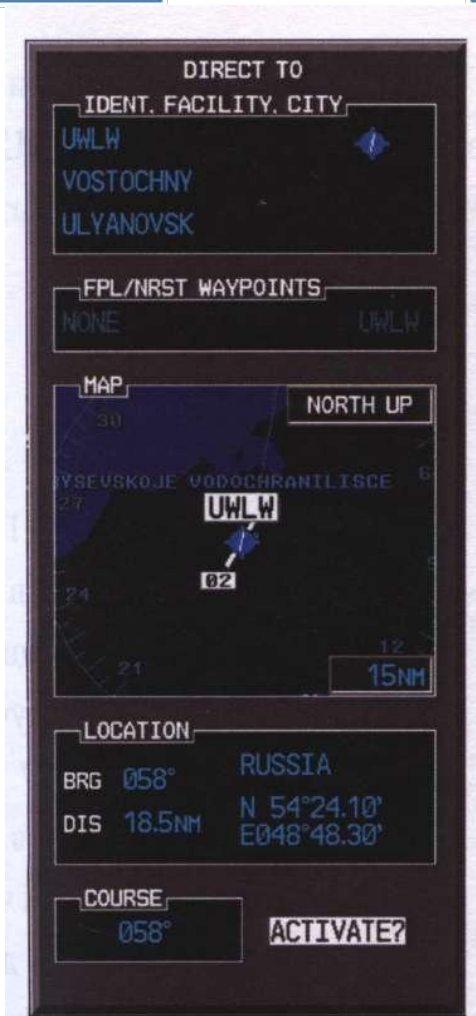 DIRECT TO
IDENT, FACILITY, CITY
UWLW
VOSTOCHNY
ULYANOVSK
FPL/NRST WAYPOINTS
NONE UWLW
MAP
NORTH UP
30
BYSEVSKOJE VODOCHRANILISCE
6
27
UWLW
02
24
12
21
15NM
LOCATION
BRG 058° RUSSIA
DIS 18.5NM N 54°24.10'
E048°48.30'
COURSE
058° ACTIVATE?